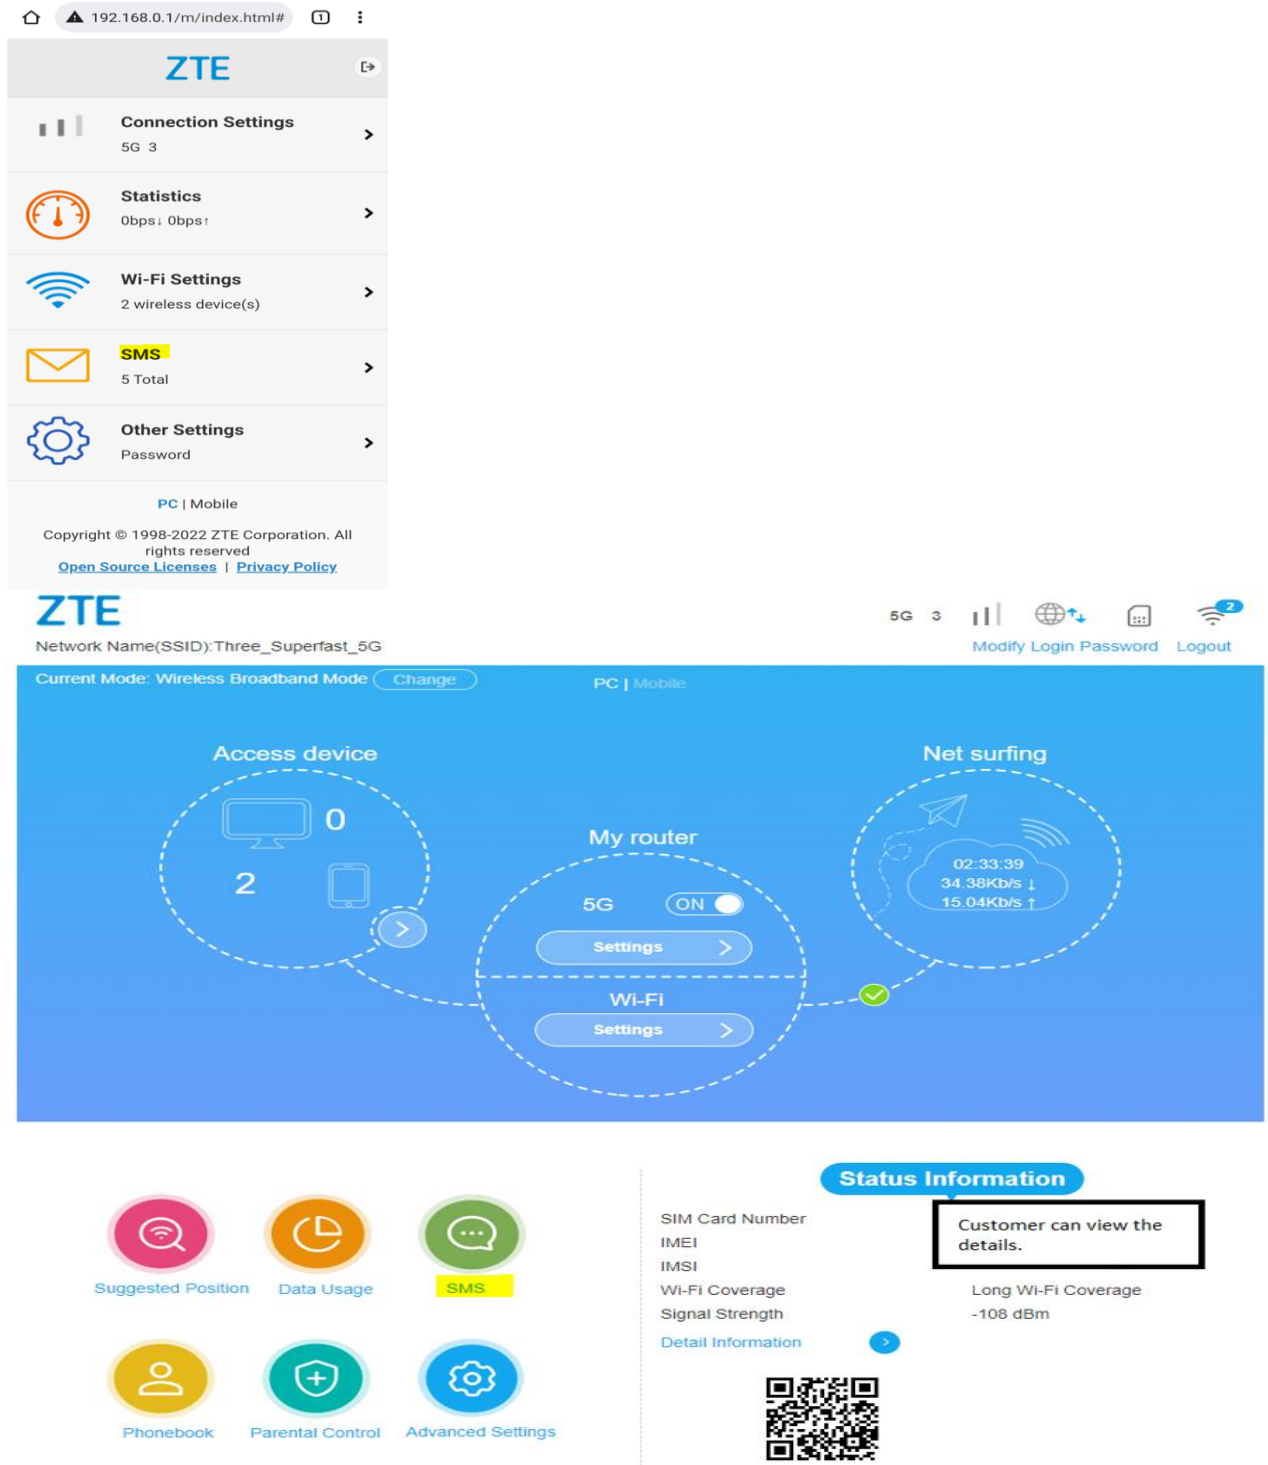 192.168.0.1/m/index.html#
1
ZTE
Connection Settings
5G 3
Statistics
0bps↓ 0bps↑
Wi-Fi Settings
2 wireless device(s)
SMS
5 Total
Other Settings
Password
PC | Mobile
Copyright © 1998-2022 ZTE Corporation. All
rights reserved
Open Source Licenses | Privacy Policy
ZTE
5G 3
2
Network Name(SSID):Three_Superfast_5G
Modify Login Password Logout
Current Mode: Wireless Broadband Mode Change
PC | Mobile
Access device
0
2
My router
5G ON
Settings
Wi-Fi
Settings
Net surfing
02:33:39
34.38Kb/s ↓
15.04Kb/s ↑
Suggested Position
Data Usage
SMS
Phonebook
Parental Control
Advanced Settings
Status Information
SIM Card Number
IMEI
IMSI
Customer can view the
details.
Wi-Fi Coverage Long Wi-Fi Coverage
Signal Strength -108 dBm
Detail Information